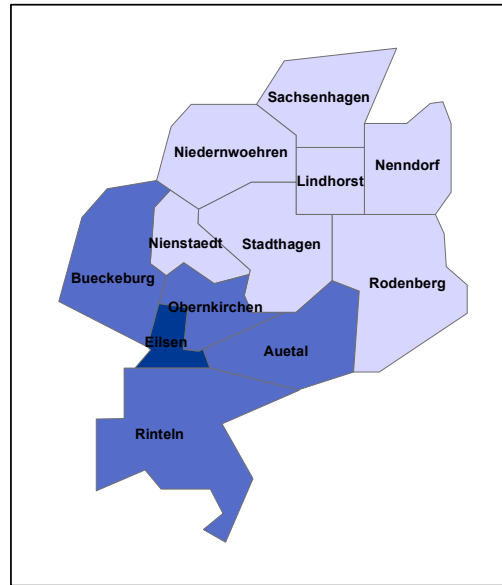 Sachsenhagen
Niedernwoehren
Nenndorf
Lindhorst
Nienstaedt
Stadthagen
Bueckeburg
Rodenberg
Obernkirchen
Eilsen
Auetal
Rinteln